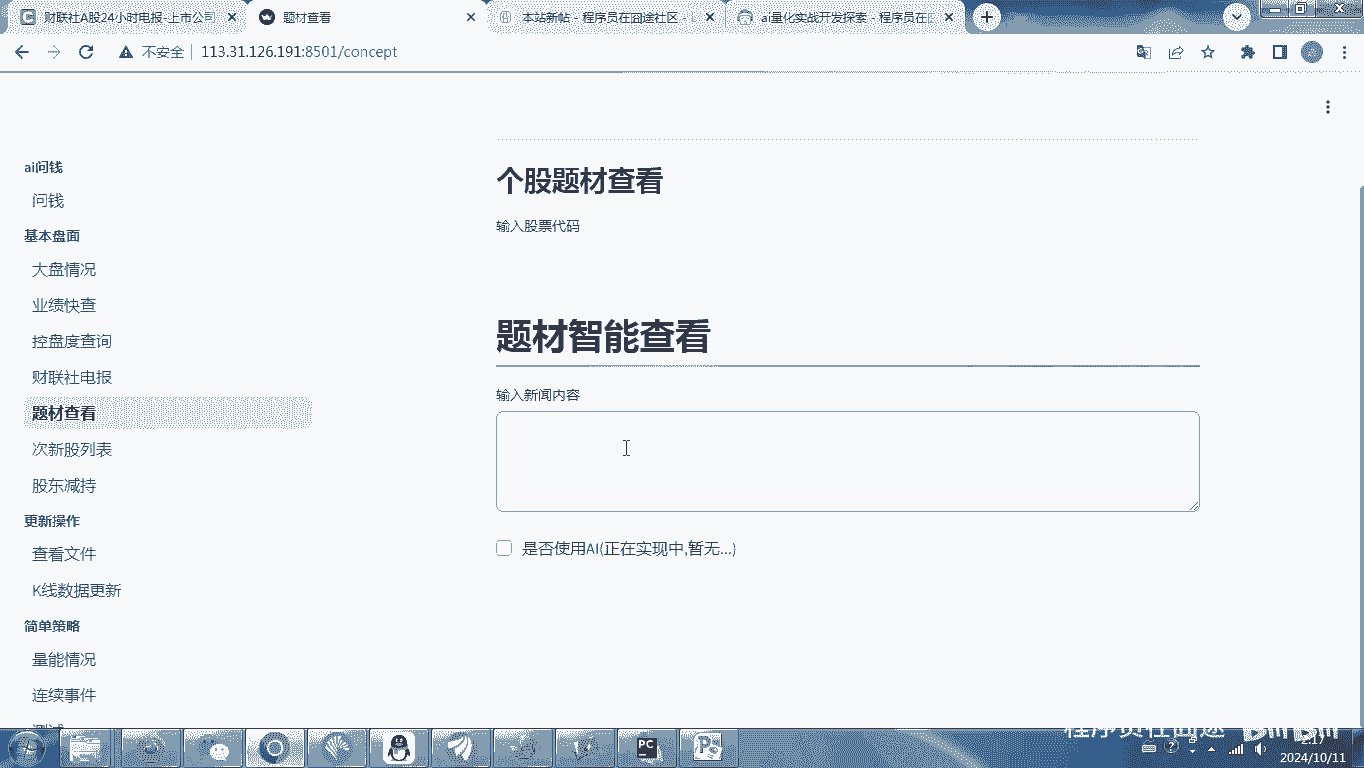 财联社A股24小时电报-上市公司
题材查看
本站新帖 - 程序员在囧途社区 -
ai量化实战开发探索 - 程序员在
不安全
113.31.126.191:8501/concept
ai问钱
问钱
基本盘面
大盘情况
业绩快查
控盘度查询
财联社电报
题材查看
次新股列表
股东减持
更新操作
查看文件
K线数据更新
简单策略
量能情况
连续事件
测试
个股题材查看
输入股票代码
题材智能查看
输入新闻内容
是否使用AI(正在实现中,暂无...)
程序员在囧途
bilibili
2:17
2024/10/11
PC
Ps